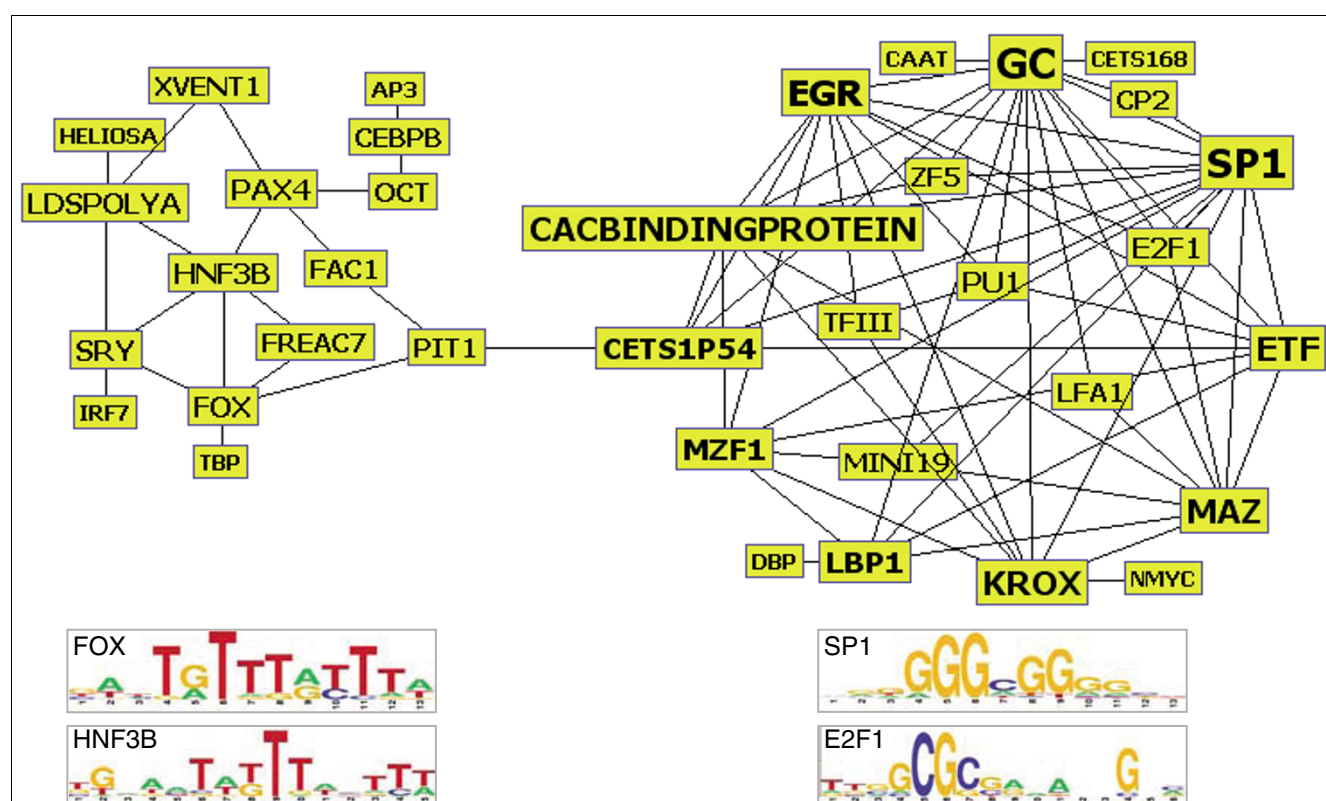 XVENT1
AP3
HELIOSA
CEBPB
LDSPOLYA
PAX4
OCT
HNF3B
FAC1
SRY
FREAC7
PIT1
IRF7
FOX
TBP
CAAT
GC
CETS168
EGR
CP2
SP1
ZF5
CACBINDINGPROTEIN
E2F1
PU1
TFIII
CETS1P54
ETF
LFA1
MZF1
MINI19
MAZ
DBP
LBP1
KROX
NMYC
FOX
SP1
HNF3B
E2F1